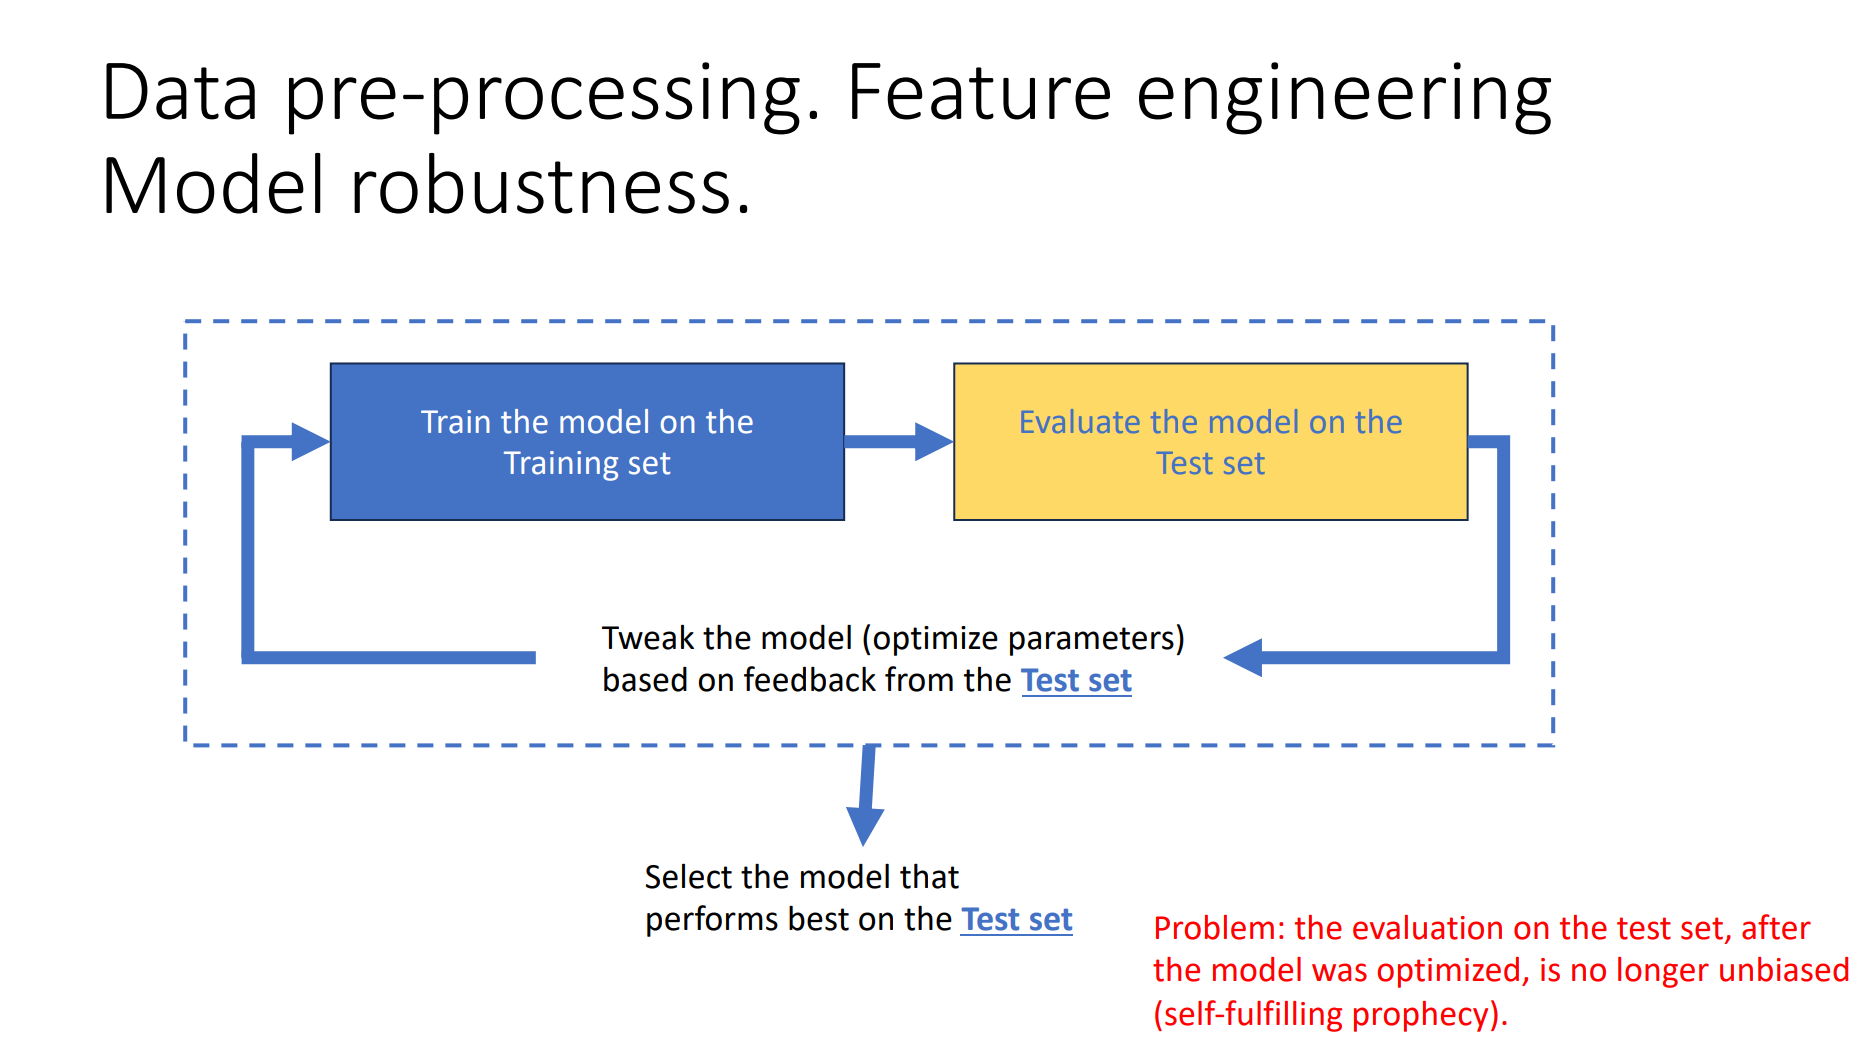 Data pre-processing. Feature engineering
Model robustness.
Train the model on the
Training set
Evaluate the model on the
Test set
Tweak the model (optimize parameters)
based on feedback from the Test set
Select the model that
performs best on the Test set
Problem: the evaluation on the test set, after
the model was optimized, is no longer unbiased
(self-fulfilling prophecy).